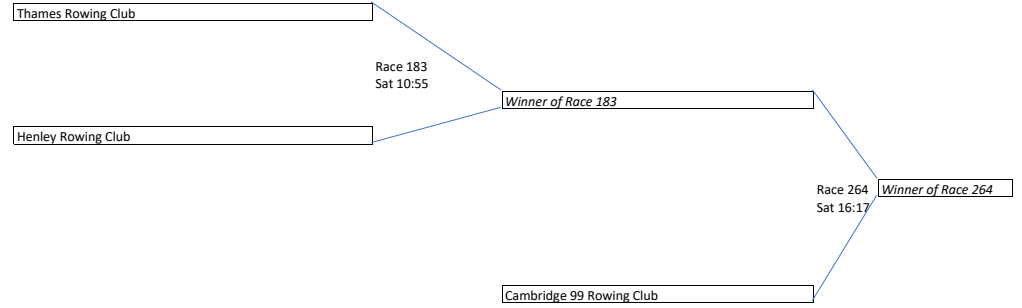 Thames Rowing Club
Race 183
Sat 10:55
Winner of Race 183
Henley Rowing Club
Race 264
Sat 16:17
Winner of Race 264
Cambridge 99 Rowing Club